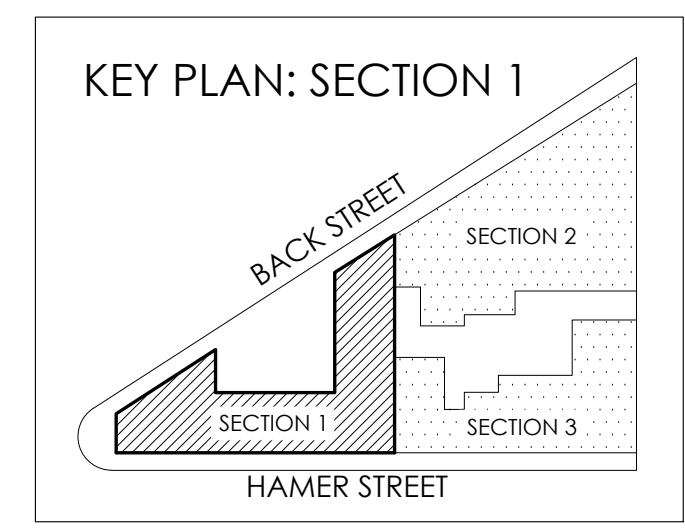 KEY PLAN: SECTION 1
BACK STREET
SECTION 2
SECTION 1
SECTION 3
HAMER STREET